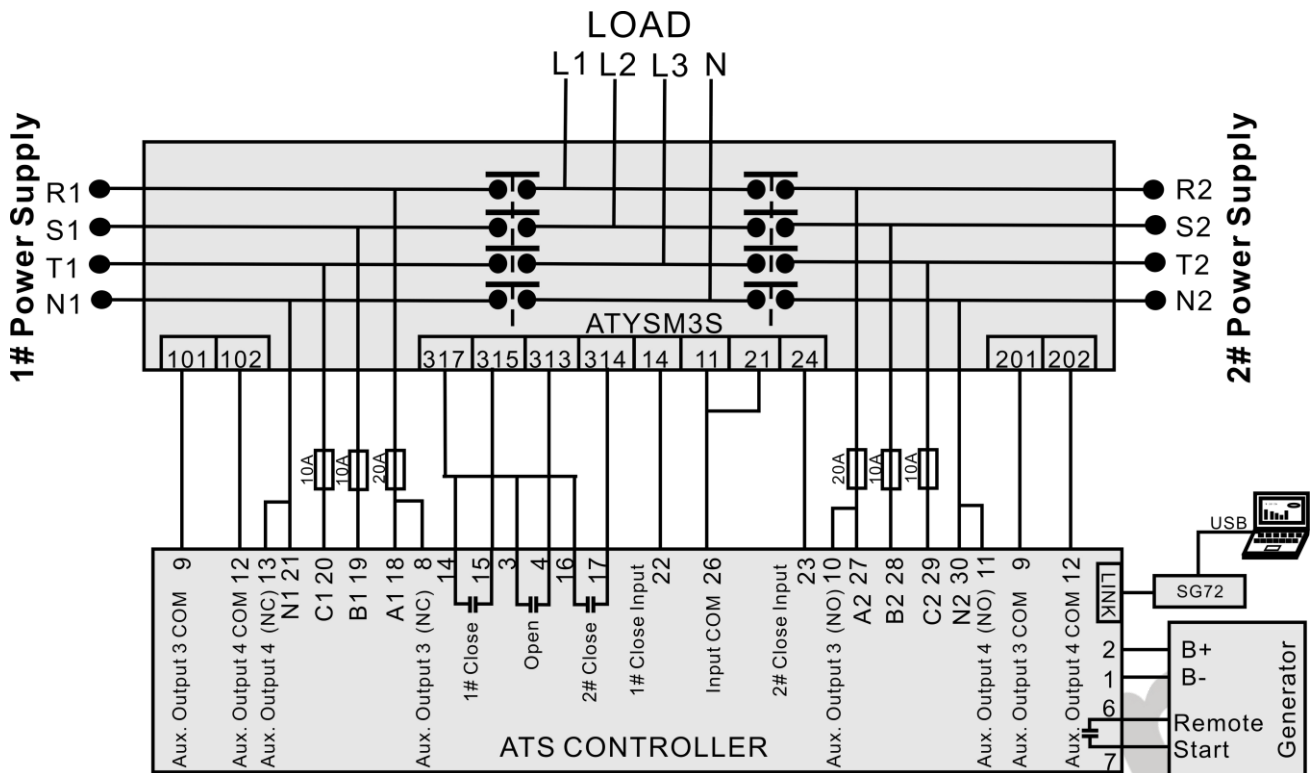 LOAD
L1 L2 L3 N
1# Power Supply
2# Power Supply
R1
S1
T1
N1
R2
S2
T2
N2
ATYSM3S
101 102 317 315 313 314 14 11 21 24 201 202
10A 10A 20A 20A 10A 10A
USB
SG72
LINK
Aux. Output 3 COM 9
Aux. Output 4 COM 12
Aux. Output 4 (NC) 13
N1 21
C1 20
B1 19
A1 18
Aux. Output 3 (NC) 8
14
1# Close 15
3
Open 4
16
2# Close 17
1# Close Input 22
Input COM 26
2# Close Input 23
Aux. Output 3 (NO) 10
A2 27
B2 28
C2 29
N2 30
Aux. Output 4 (NO) 11
Aux. Output 3 COM 9
Aux. Output 4 COM 12
2 B+
1 B-
6 Remote
7 Start
Generator
ATS CONTROLLER